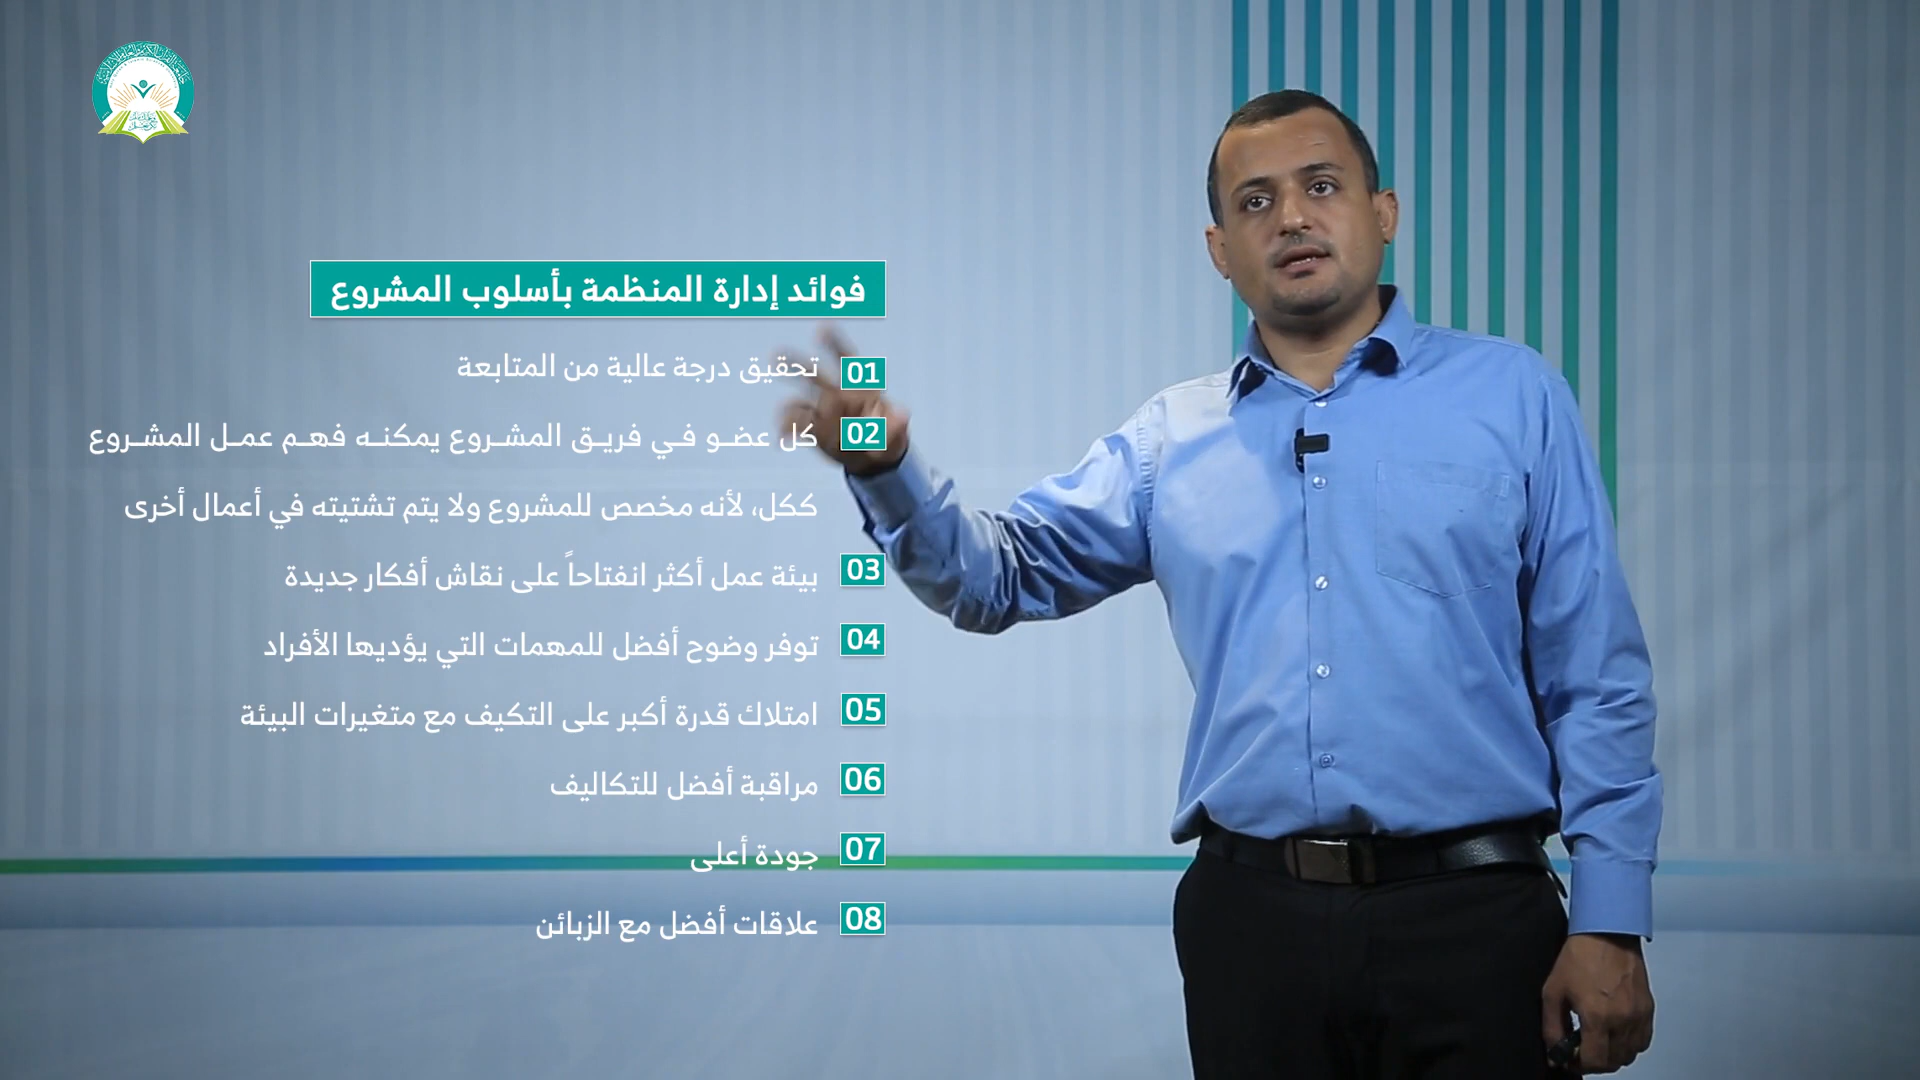 فوائد إدارة المنظمة بأسلوب المشروع
01 تحقيق درجة عالية من المتابعة
02 كل عضو في فريق المشروع يمكنه فهم عمل المشروع
ككل، لأنه مخصص للمشروع ولا يتم تشتيته في أعمال أخرى
03 بيئة عمل أكثر انفتاحاً على نقاش أفكار جديدة
04 توفر وضوح أفضل للمهمات التي يؤديها الأفراد
05 امتلاك قدرة أكبر على التكيف مع متغيرات البيئة
06 مراقبة أفضل للتكاليف
07 جودة أعلى
08 علاقات أفضل مع الزبائن